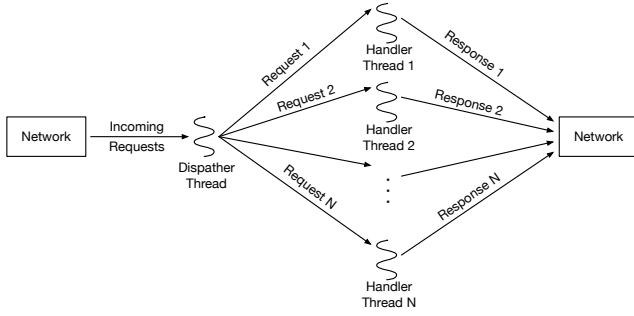 Network
Incoming
Requests
Dispather
Thread
Request 1
Request 2
Request N
Handler
Thread 1
Handler
Thread 2
Handler
Thread N
Response 1
Response 2
Response N
Network